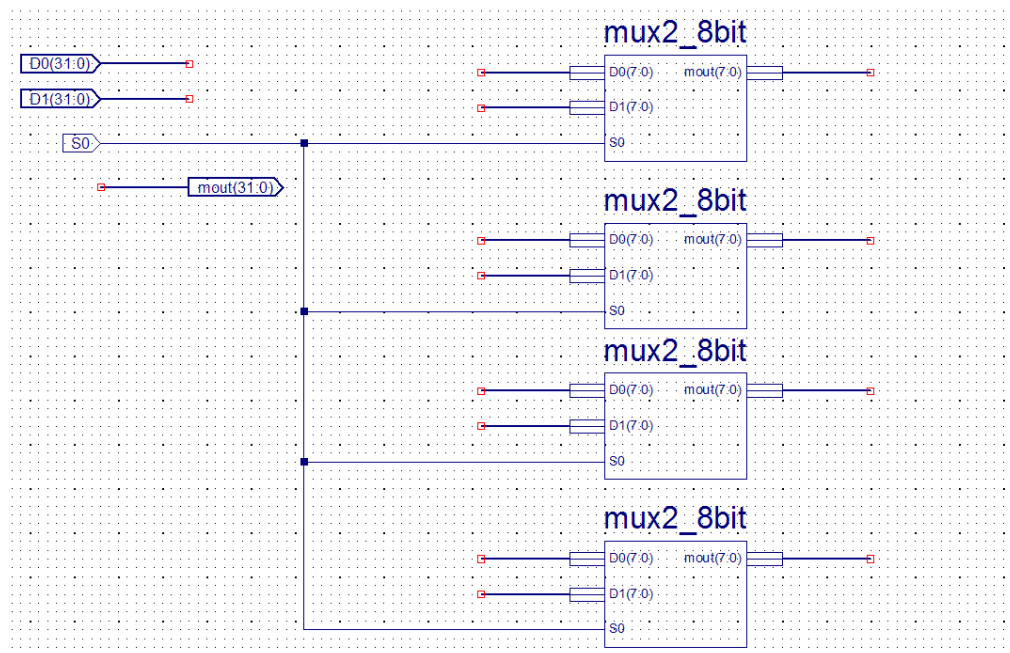 D0(31:0)
D1(31:0)
S0
mout(31:0)
mux2_8bit
D0(7:0) mout(7:0)
D1(7:0)
S0
mux2_8bit
D0(7:0) mout(7:0)
D1(7:0)
S0
mux2_8bit
D0(7:0) mout(7:0)
D1(7:0)
S0
mux2_8bit
D0(7:0) mout(7:0)
D1(7:0)
S0